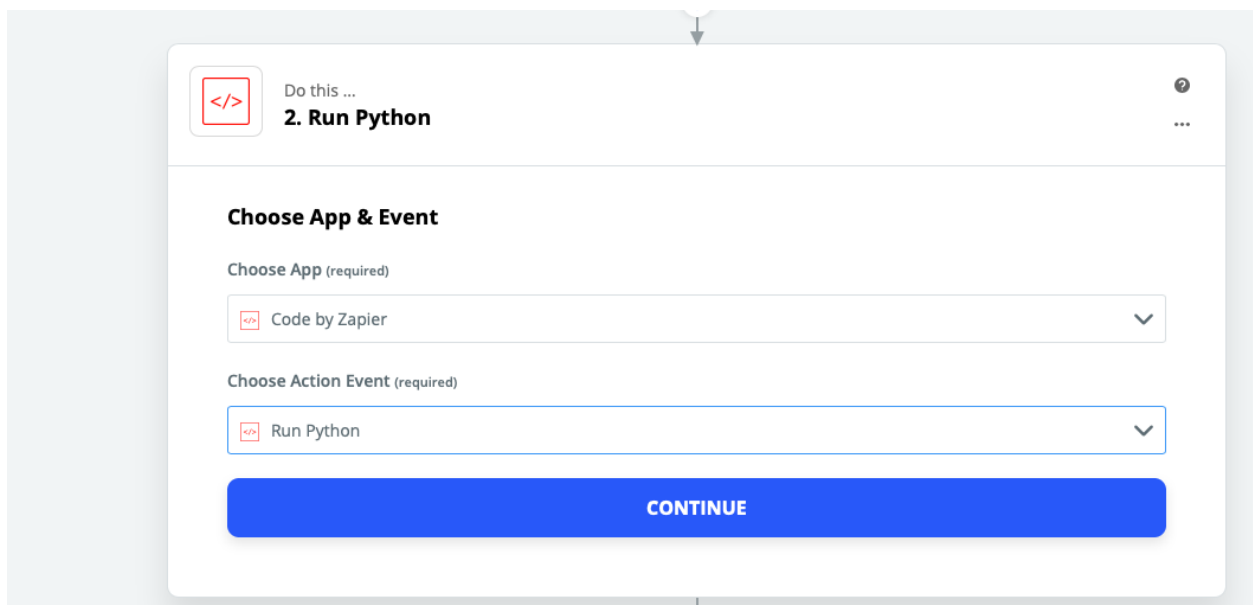 </>
Do this ...
2. Run Python
?
...
Choose App & Event
Choose App (required)
</> Code by Zapier
Choose Action Event (required)
</> Run Python
CONTINUE